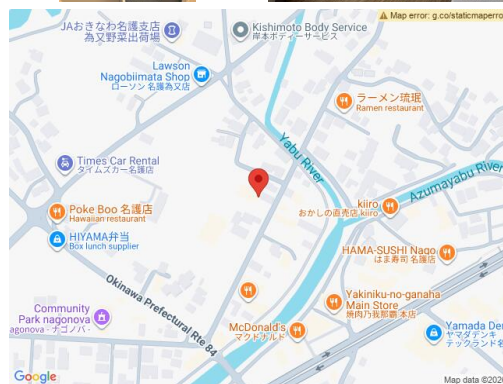 ⚠ Map error: g.co/staticmaperro
JAおきなわ名護支店
為又野菜出荷場
Kishimoto Body Service
岸本ボディーサービス
Lawson
Nagobiimata Shop
ローソン 名護為又店
ラーメン琉珉
Ramen restaurant
Yabu River
Times Car Rental
タイムズカー名護店
Azumayabu River
kiiro
おかしの直売店 kiiro
Poke Boo 名護店
Hawaiian restaurant
HIYAMA弁当
Box lunch supplier
HAMA-SUSHI Nago
はま寿司 名護店
Okinawa Prefectural Rte 84
Yakiniku-no-ganaha
Main Store
焼肉乃我那覇 本店
Community
Park nagonova
agonova - ナゴノバ -
McDonald's
マクドナルド
Yamada Den
ヤマダデンキ
テックランド名
Google
Map data ©202